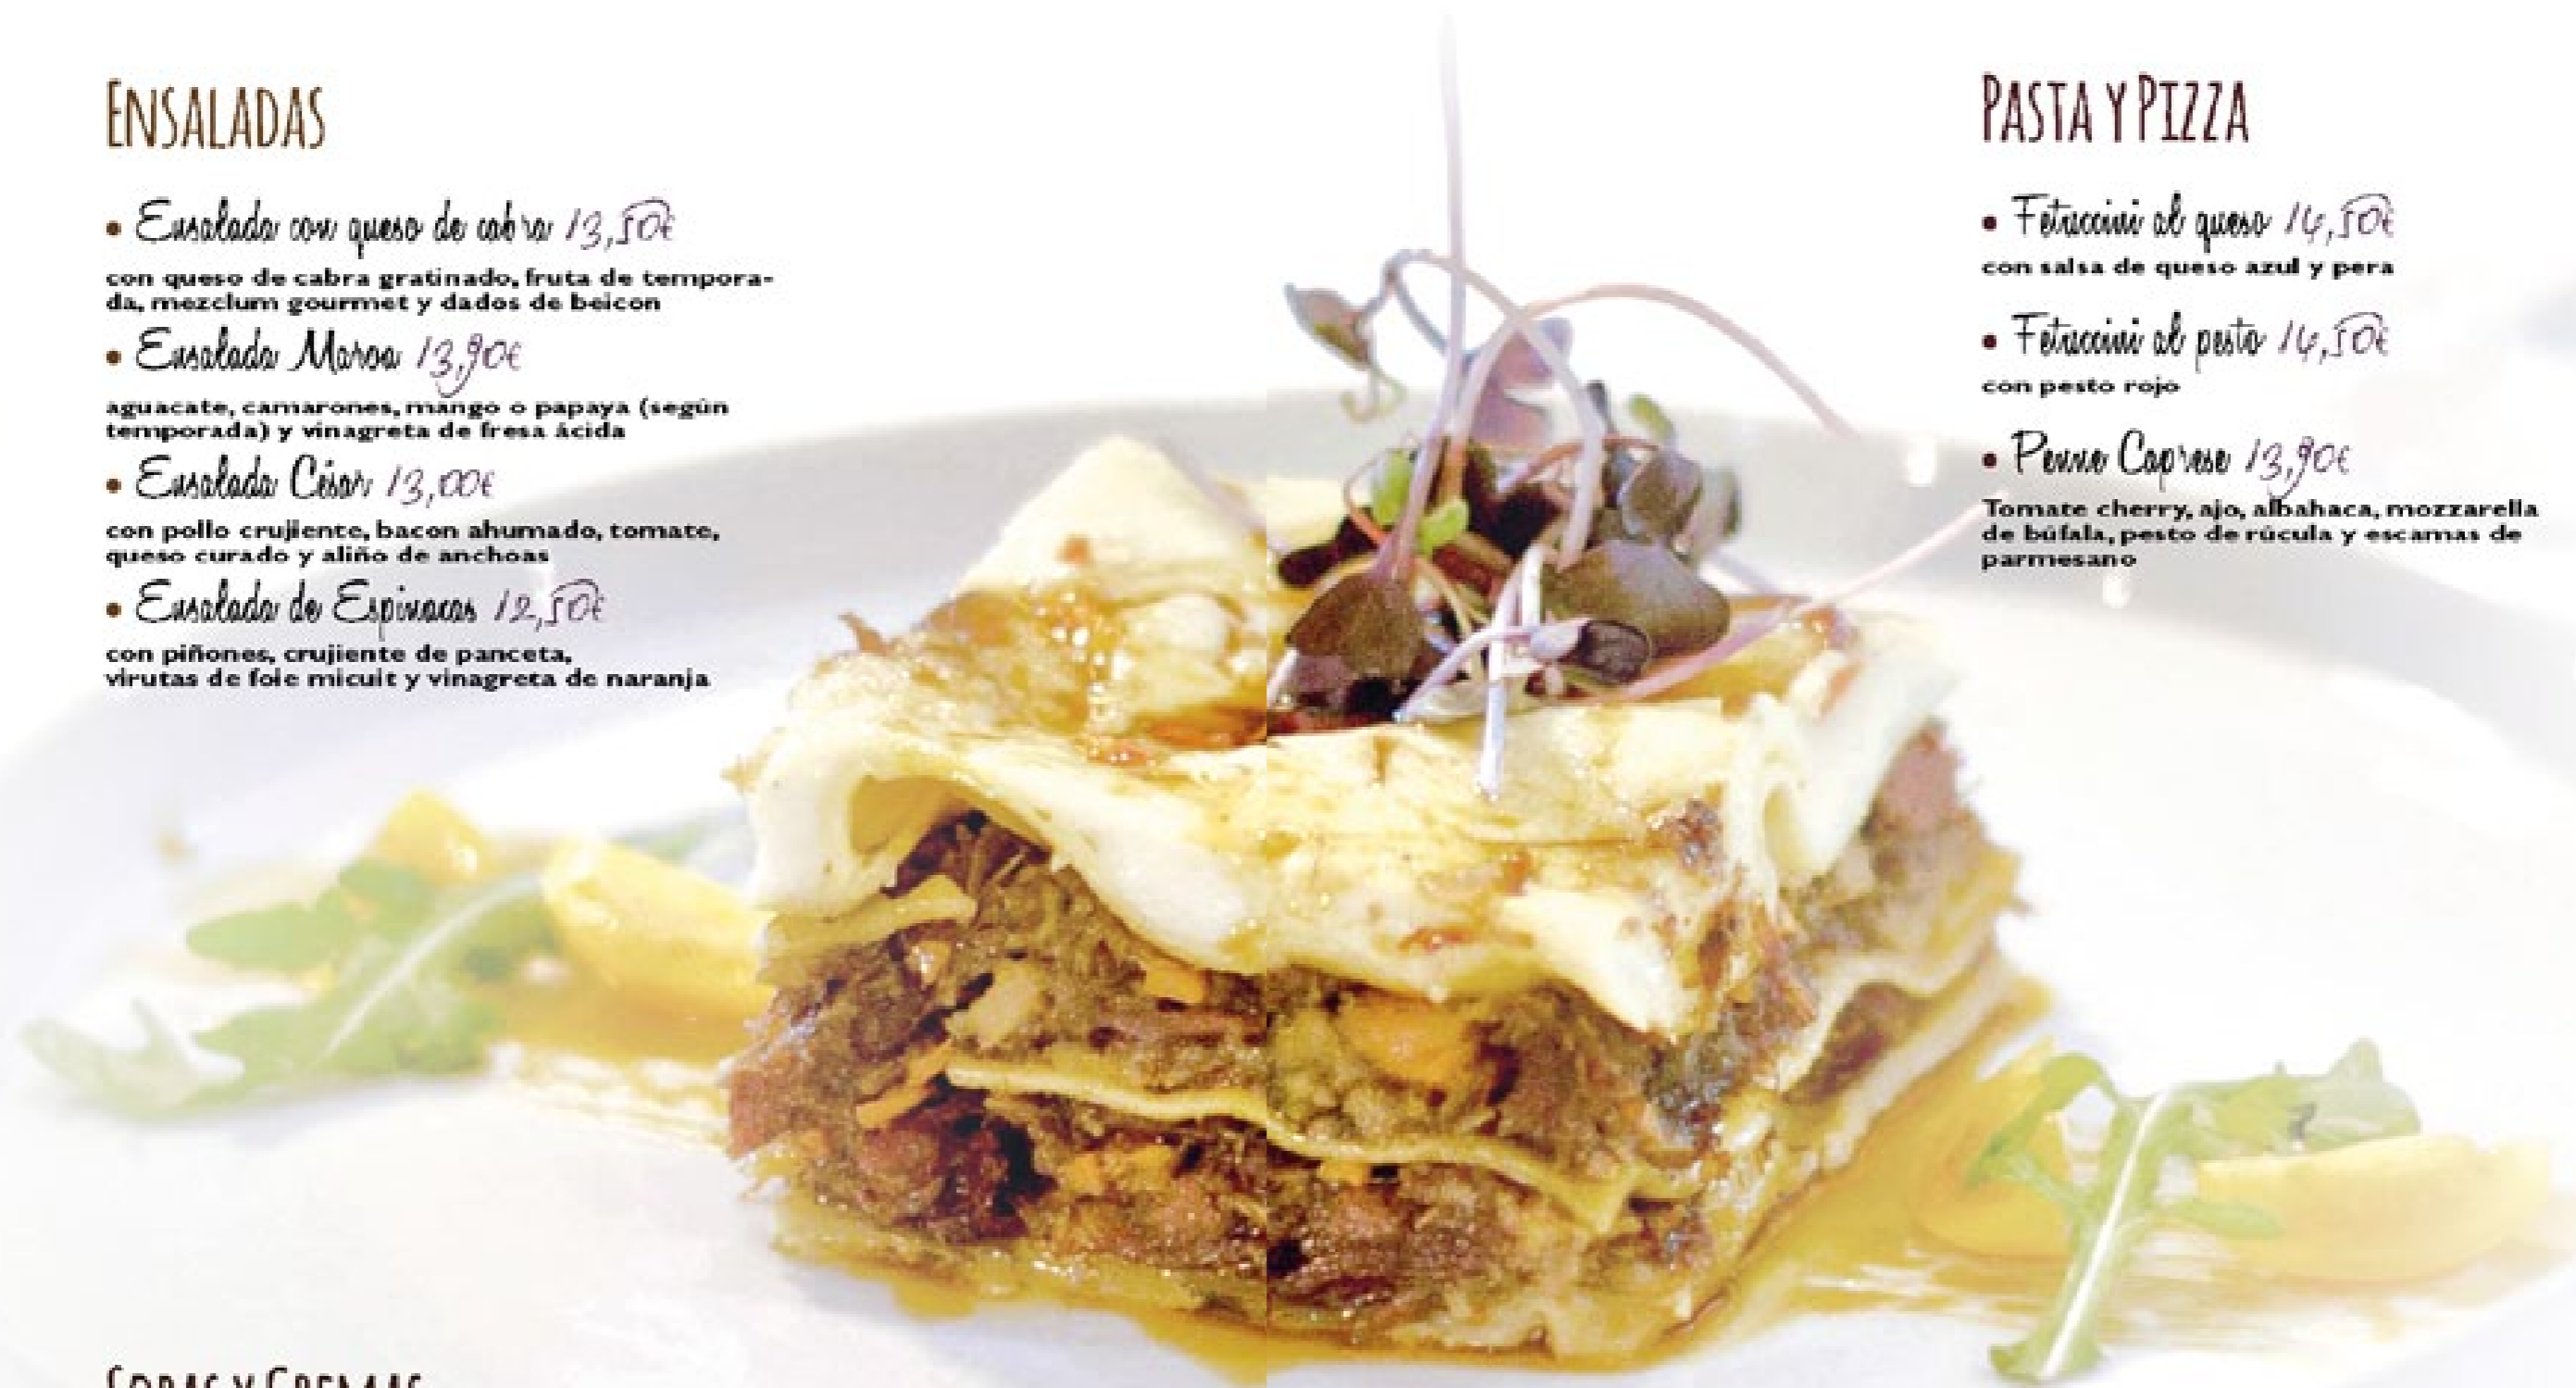 ENSALADAS
• Ensalada con queso de cabra 13,50€
con queso de cabra gratinado, fruta de tempora-
da, mezclum gourmet y dados de beicon
• Ensalada Maroa 13,90€
aguacate, camarones, mango o papaya (según
temporada) y vinagreta de fresa ácida
• Ensalada César 13,00€
con pollo crujiente, bacon ahumado, tomate,
queso curado y aliño de anchoas
• Ensalada de Espinacas 12,50€
con piñones, crujiente de panceta,
virutas de foie micuit y vinagreta de naranja
SOPAS Y CREMAS
PASTA Y PIZZA
• Fetuccini al queso 14,50€
con salsa de queso azul y pera
• Fetuccini al pesto 14,50€
con pesto rojo
• Penne Caprese 13,90€
Tomate cherry, ajo, albahaca, mozzarella
de búfala, pesto de rúcula y escamas de
parmesano